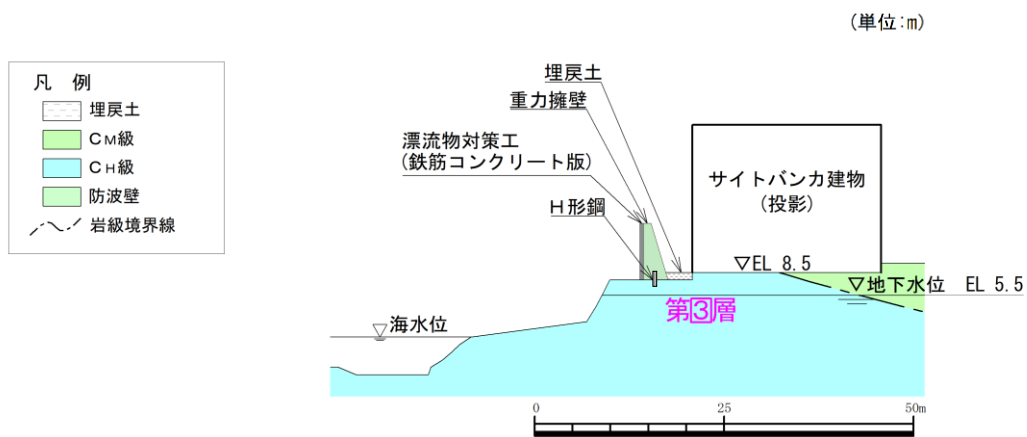 (単位:m)
凡 例
埋戻土
CM級
CH級
防波壁
岩級境界線
埋戻土
重力擁壁
漂流物対策工
(鉄筋コンクリート版)
H形鋼
サイトバンカ建物
(投影)
▽EL 8.5
▽地下水位 EL 5.5
第③層
▽海水位
0 25 50m